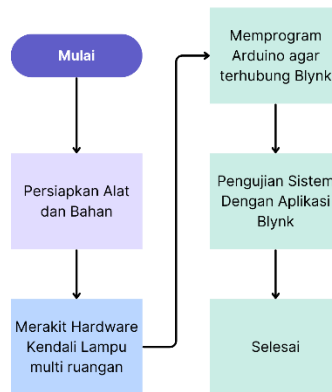 Mulai
Persiapkan Alat
dan Bahan
Merakit Hardware
Kendali Lampu
multi ruangan
Memprogram
Arduino agar
terhubung Blynk
Pengujian Sistem
Dengan Aplikasi
Blynk
Selesai